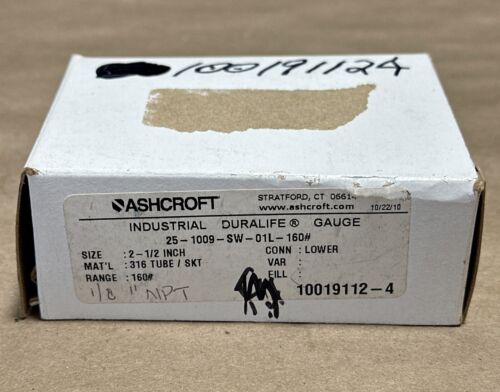 100191124
ASHCROFT
STRATFORD, CT 06614
www.ashcroft.com 10/22/10
INDUSTRIAL DURALIFE® GAUGE
25-1009-SW-01L-160#
SIZE : 2-1/2 INCH CONN : LOWER
MAT'L : 316 TUBE / SKT VAR :
RANGE : 160# FILL :
1/8" NPT 10019112-4